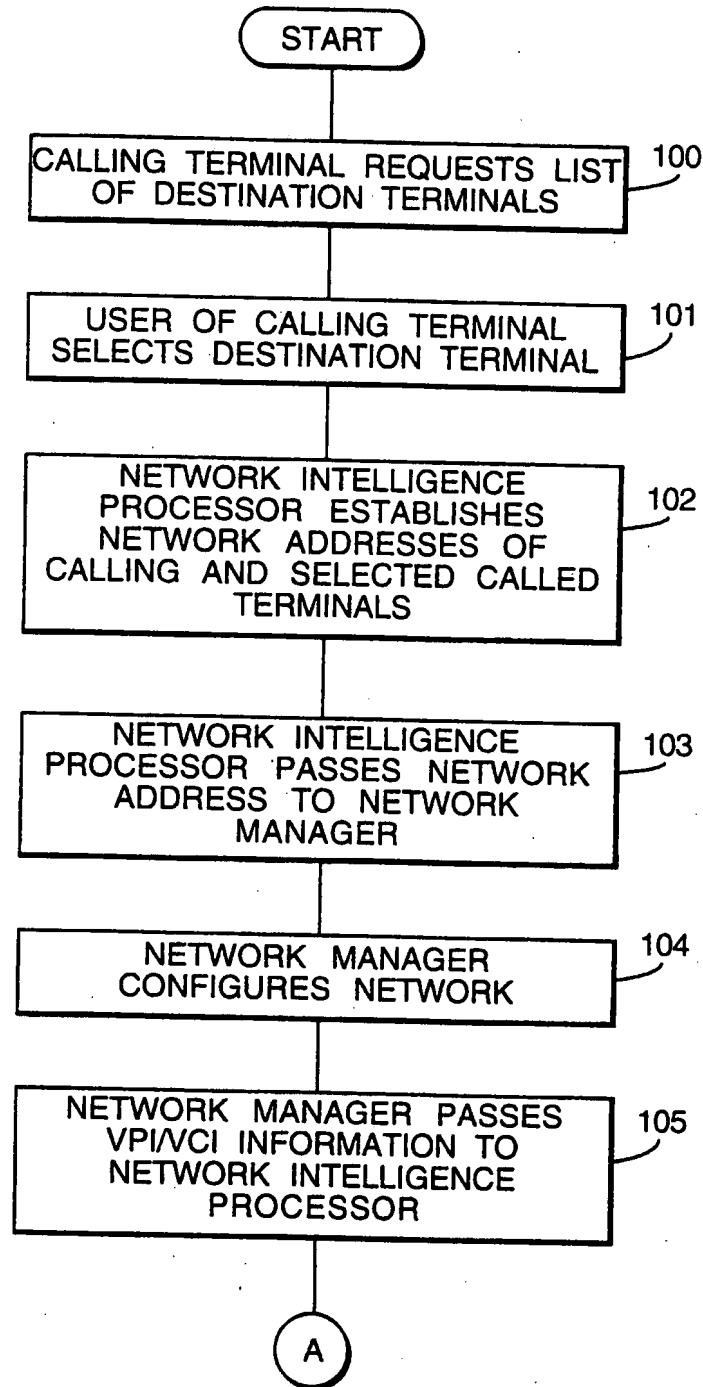 START
CALLING TERMINAL REQUESTS LIST
OF DESTINATION TERMINALS
100
USER OF CALLING TERMINAL
SELECTS DESTINATION TERMINAL
101
NETWORK INTELLIGENCE
PROCESSOR ESTABLISHES
NETWORK ADDRESSES OF
CALLING AND SELECTED CALLED
TERMINALS
102
NETWORK INTELLIGENCE
PROCESSOR PASSES NETWORK
ADDRESS TO NETWORK
MANAGER
103
NETWORK MANAGER
CONFIGURES NETWORK
104
NETWORK MANAGER PASSES
VPI/VCI INFORMATION TO
NETWORK INTELLIGENCE
PROCESSOR
105
A